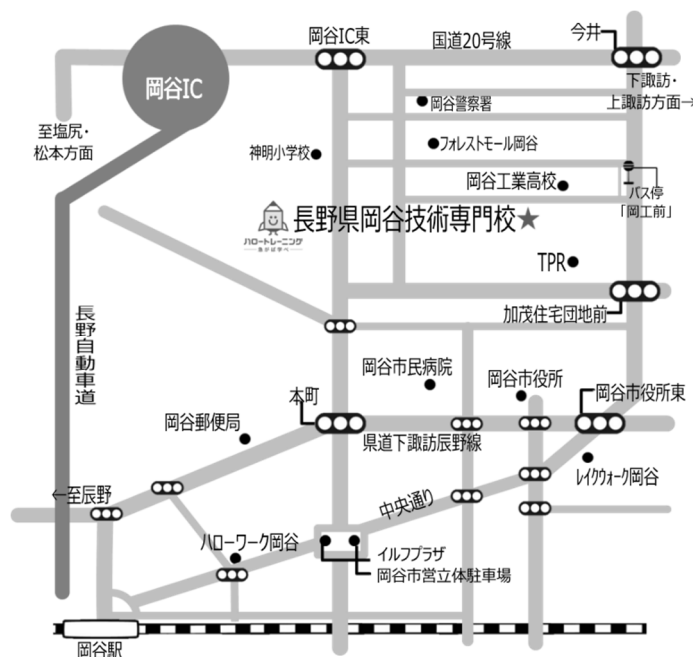 岡谷IC東
国道20号線
今井
岡谷IC
下諏訪・
上諏訪方面→
岡谷警察署
至塩尻・
松本方面
神明小学校
フォレストモール岡谷
岡谷工業高校
バス停
「岡工前」
長野県岡谷技術専門校★
ハロートレーニング
TPR
長野自動車道
加茂住宅団地前
岡谷市民病院
岡谷市役所
岡谷市役所東
本町
岡谷郵便局
県道下諏訪辰野線
レイクウォーク岡谷
←至辰野
中央通り
ハローワーク岡谷
イルフプラザ
岡谷市営立体駐車場
岡谷駅